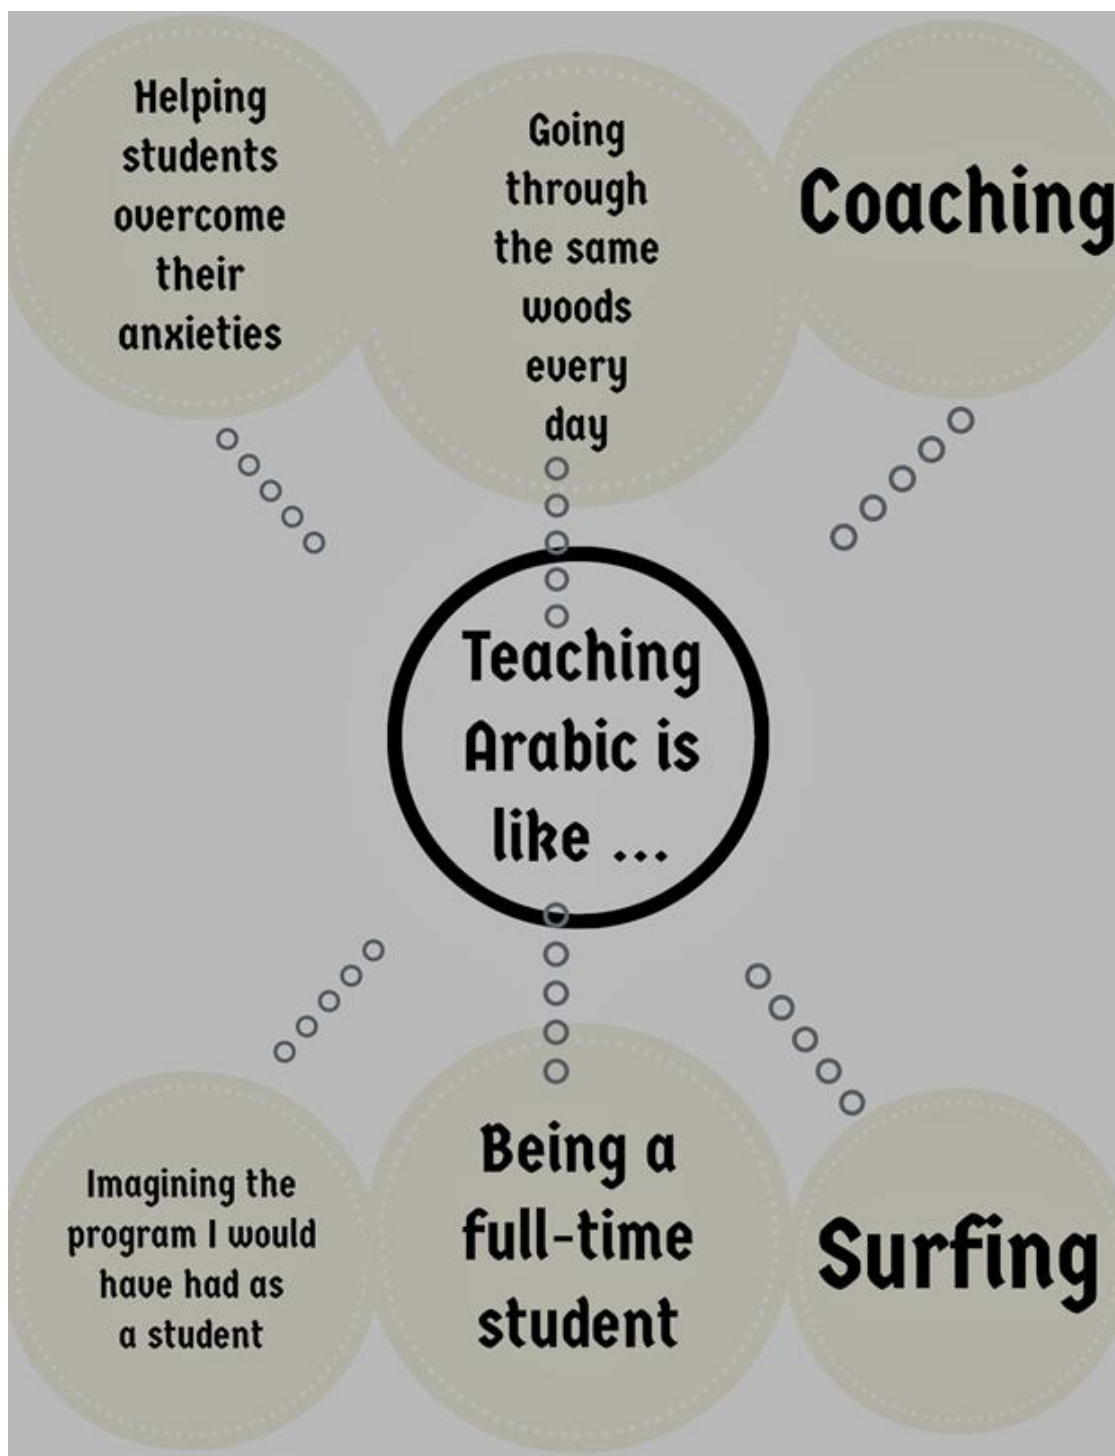 Helping
students
overcome
their
anxieties
Going
through
the same
woods
every
day
Coaching
Teaching
Arabic is
like ...
Imagining the
program I would
have had as
a student
Being a
full-time
student
Surfing